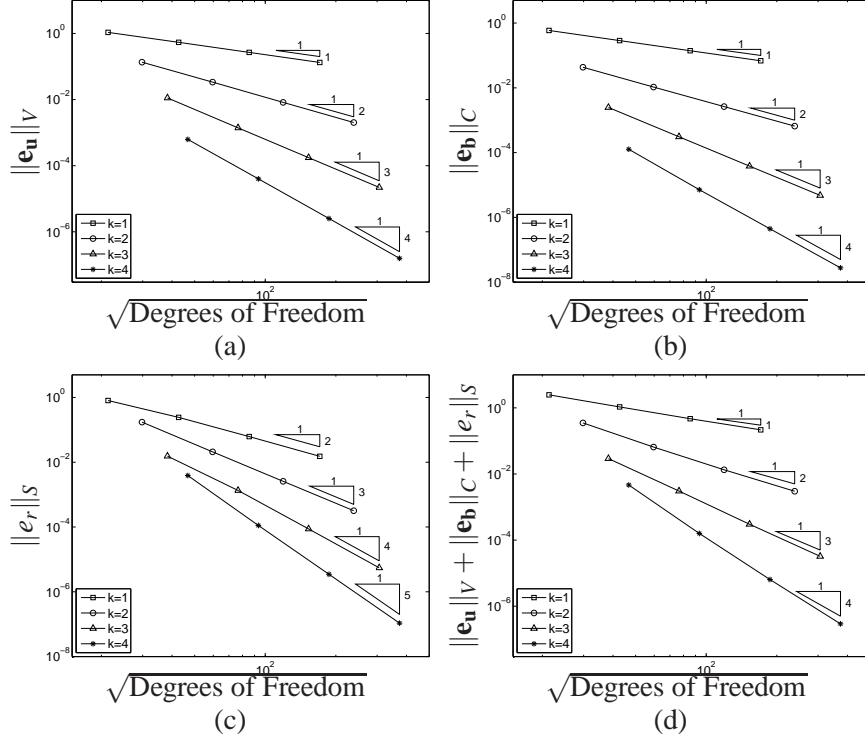 10^0
10^-2
10^-4
10^-6
||e_u||_V
1
1
1
2
1
3
1
4
k=1
k=2
k=3
k=4
10^2
√Degrees of Freedom
(a)
10^0
10^-2
10^-4
10^-6
10^-8
||e_b||_C
1
1
1
2
1
3
1
4
k=1
k=2
k=3
k=4
10^2
√Degrees of Freedom
(b)
10^0
10^-2
10^-4
10^-6
10^-8
||e_r||_S
1
2
1
3
1
4
1
5
k=1
k=2
k=3
k=4
10^2
√Degrees of Freedom
(c)
10^0
10^-2
10^-4
10^-6
||e_u||_V + ||e_b||_C + ||e_r||_S
1
1
1
2
1
3
1
4
k=1
k=2
k=3
k=4
10^2
√Degrees of Freedom
(d)